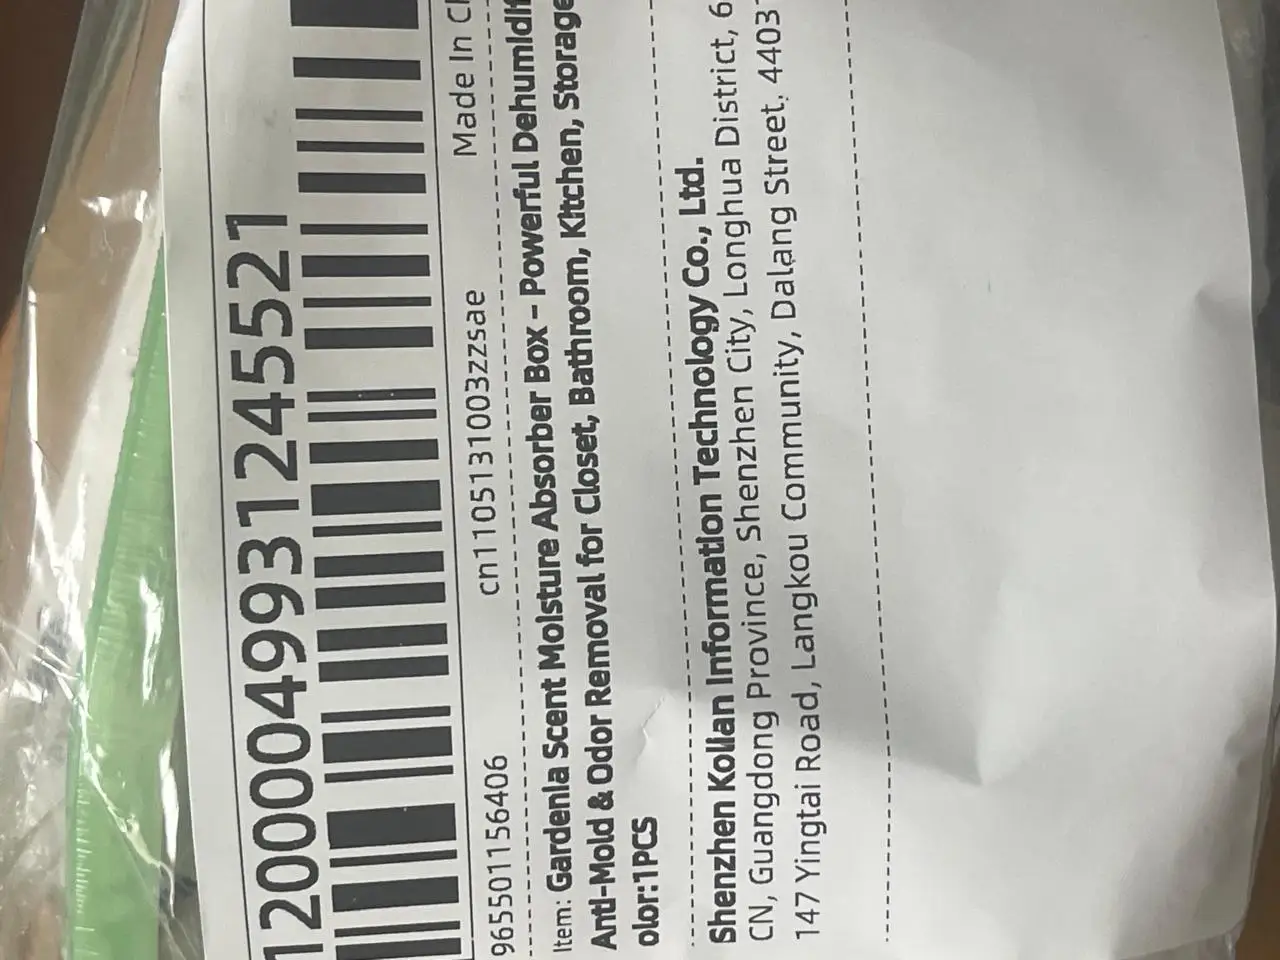 1200049931245521
Made In C
965501156406 cn1105131003zzsae
Item: Gardenia Scent Moisture Absorber Box - Powerful Dehumidif
Anti-Mold & Odor Removal for Closet, Bathroom, Kitchen, Storage
olor:1PCS
Shenzhen Kollan Information Technology Co., Ltd.
CN, Guangdong Province, Shenzhen City, Longhua District, 6
147 Yingtai Road, Langkou Community, Dalang Street, 4403